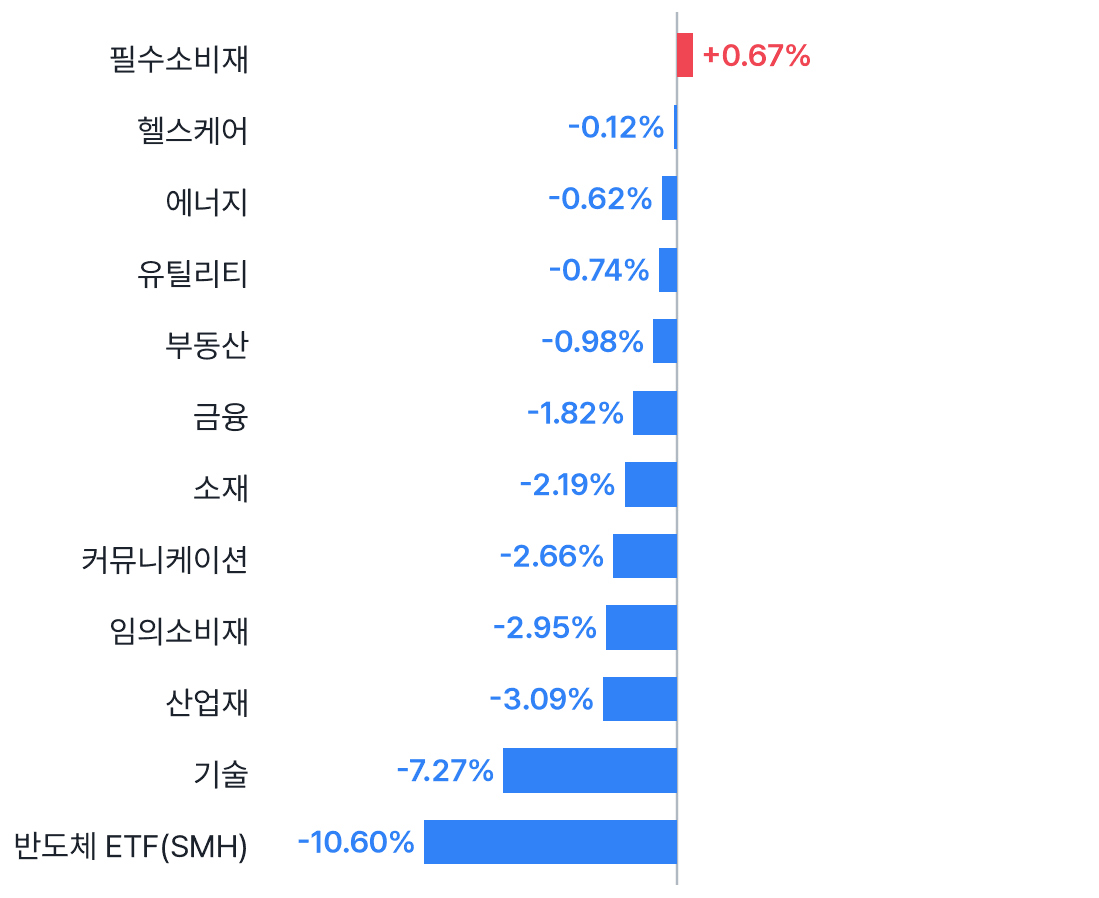 필수소비재 +0.67%
헬스케어 -0.12%
에너지 -0.62%
유틸리티 -0.74%
부동산 -0.98%
금융 -1.82%
소재 -2.19%
커뮤니케이션 -2.66%
임의소비재 -2.95%
산업재 -3.09%
기술 -7.27%
반도체 ETF(SMH) -10.60%